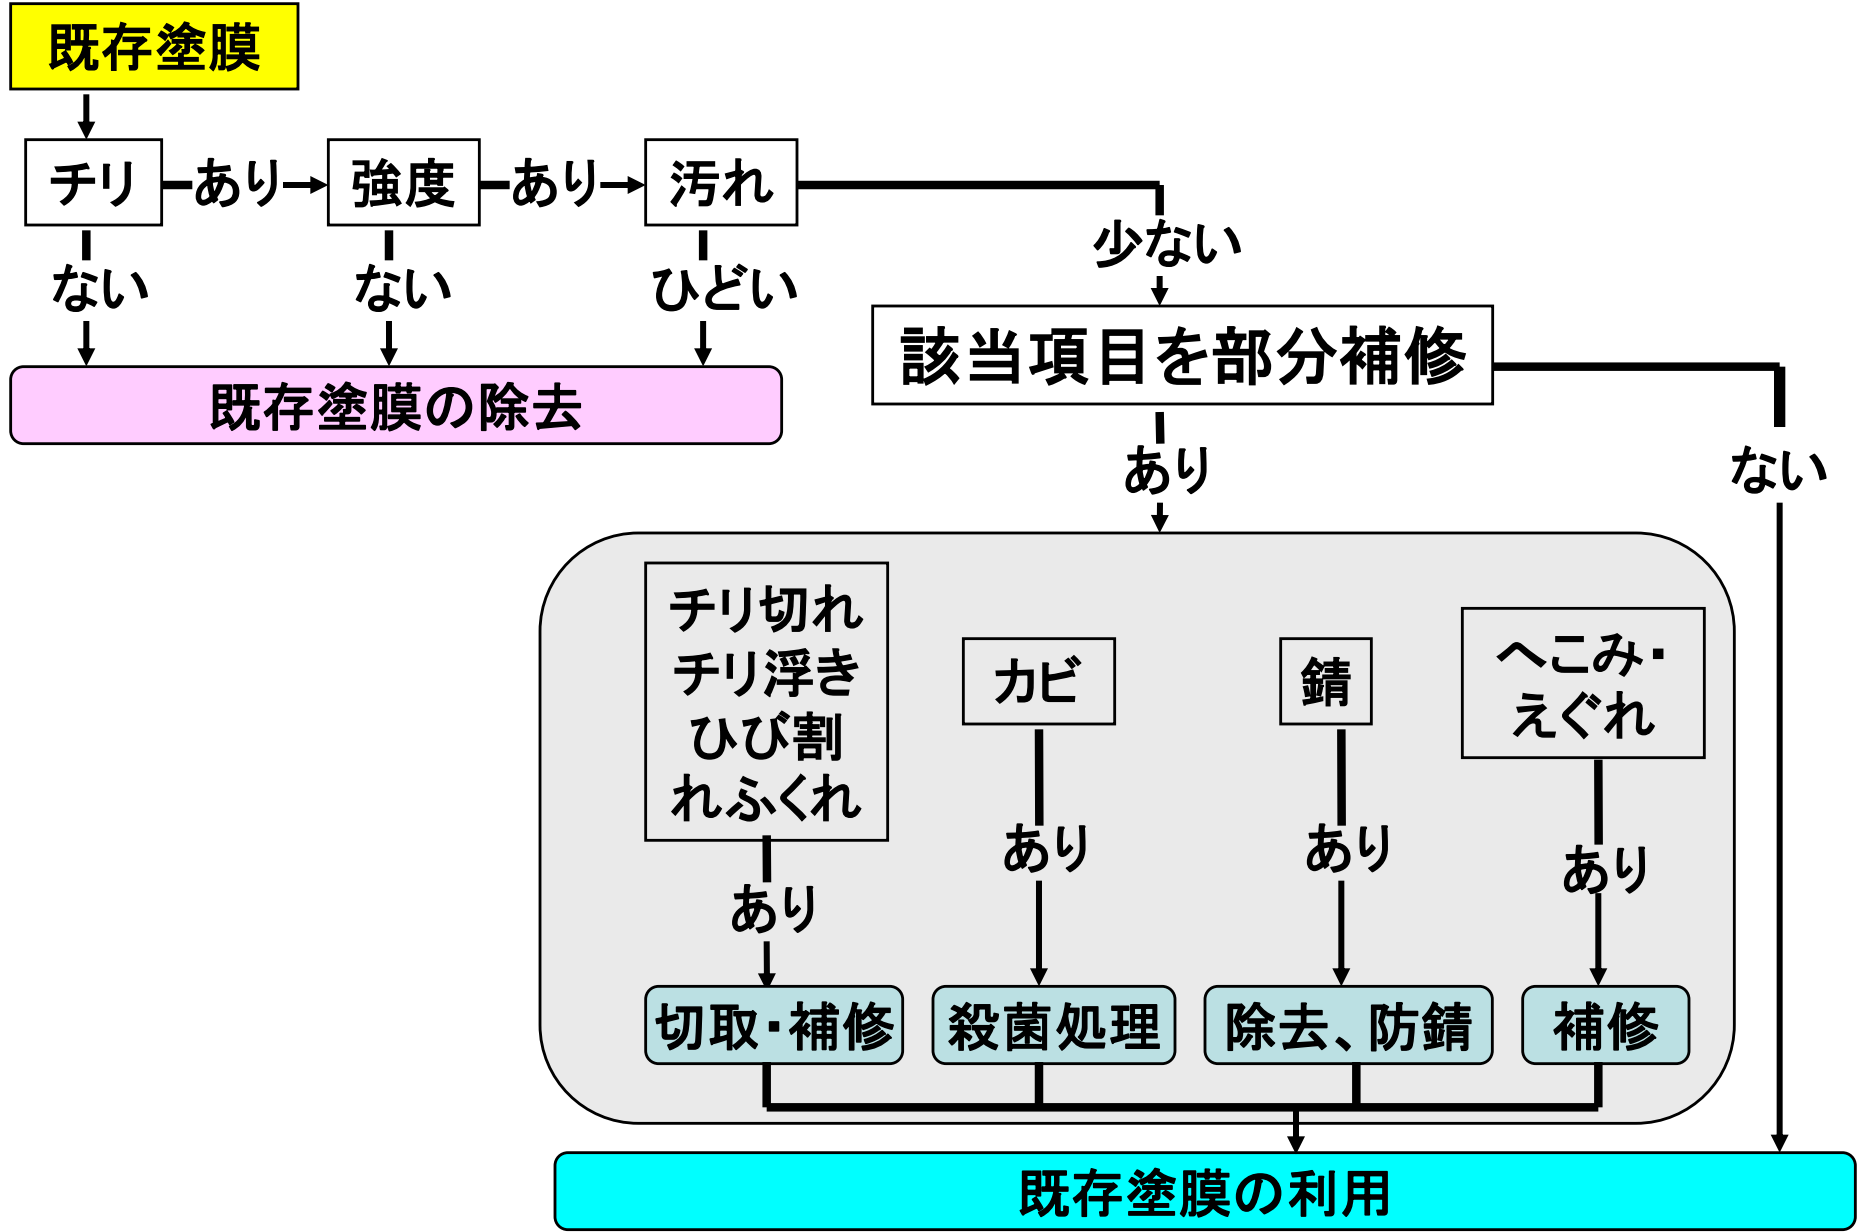 既存塗膜
チリ
あり
強度
あり
汚れ
ない
ない
ひどい
少ない
既存塗膜の除去
該当項目を部分補修
あり
ない
チリ切れ
チリ浮き
ひび割
れふくれ
カビ
錆
へこみ・
えぐれ
あり
あり
あり
あり
切取・補修
殺菌処理
除去、防錆
補修
既存塗膜の利用